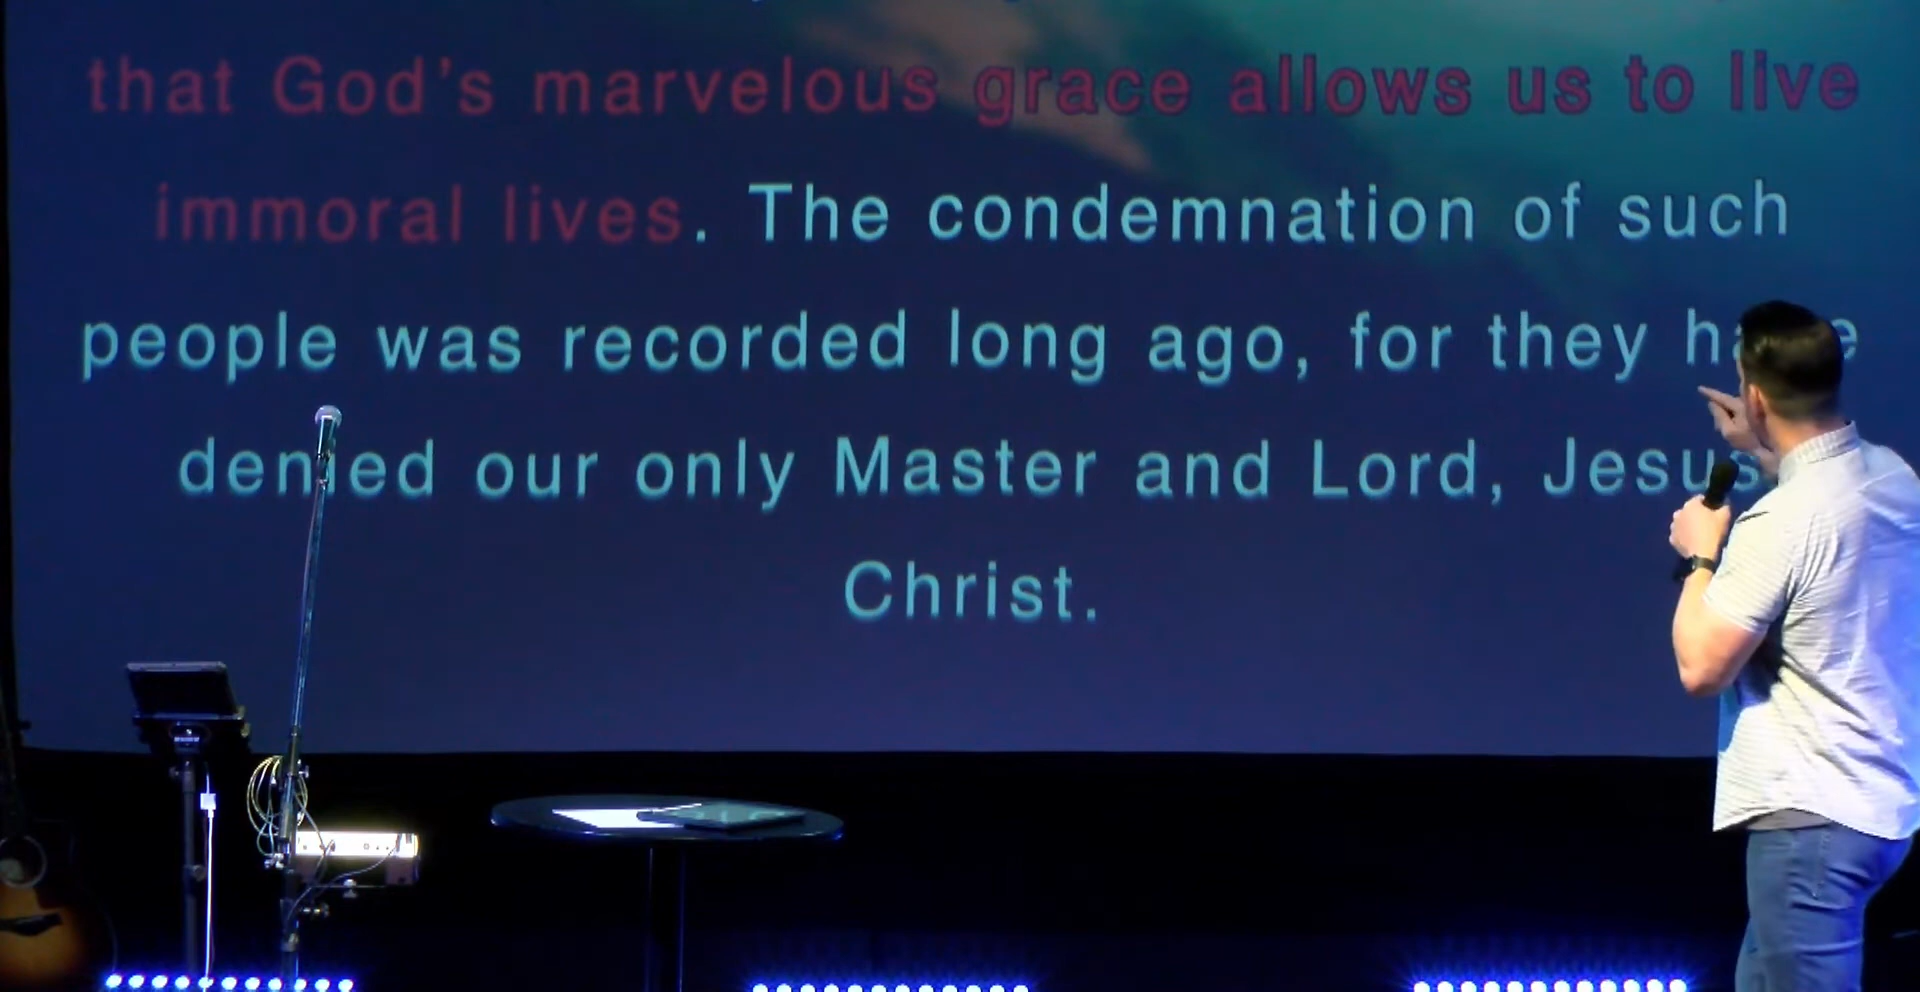 that God's marvelous grace allows us to live
immoral lives. The condemnation of such
people was recorded long ago, for they have
denied our only Master and Lord, Jesus
Christ.